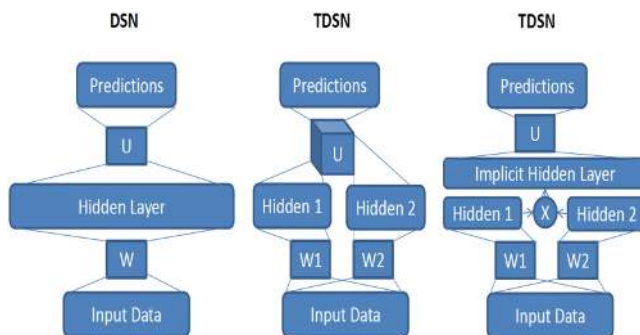 DSN
TDSN
TDSN
Predictions
Predictions
Predictions
U
U
U
Implicit Hidden Layer
Hidden Layer
Hidden 1
Hidden 2
Hidden 1
X
Hidden 2
W
W1
W2
W1
W2
Input Data
Input Data
Input Data